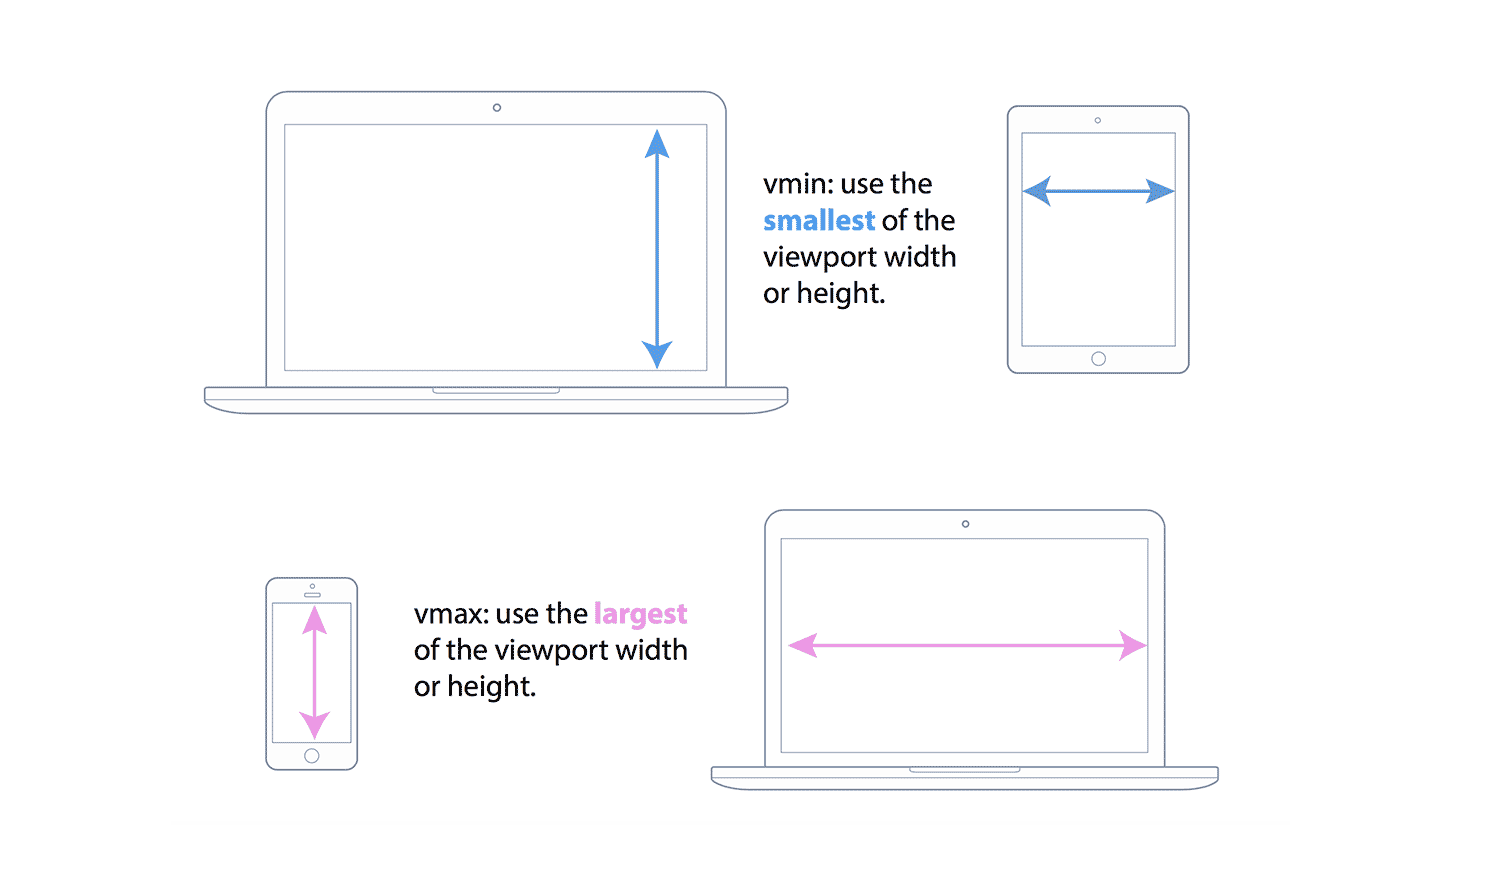 vmin: use the
smallest of the
viewport width
or height.
vmax: use the largest
of the viewport width
or height.